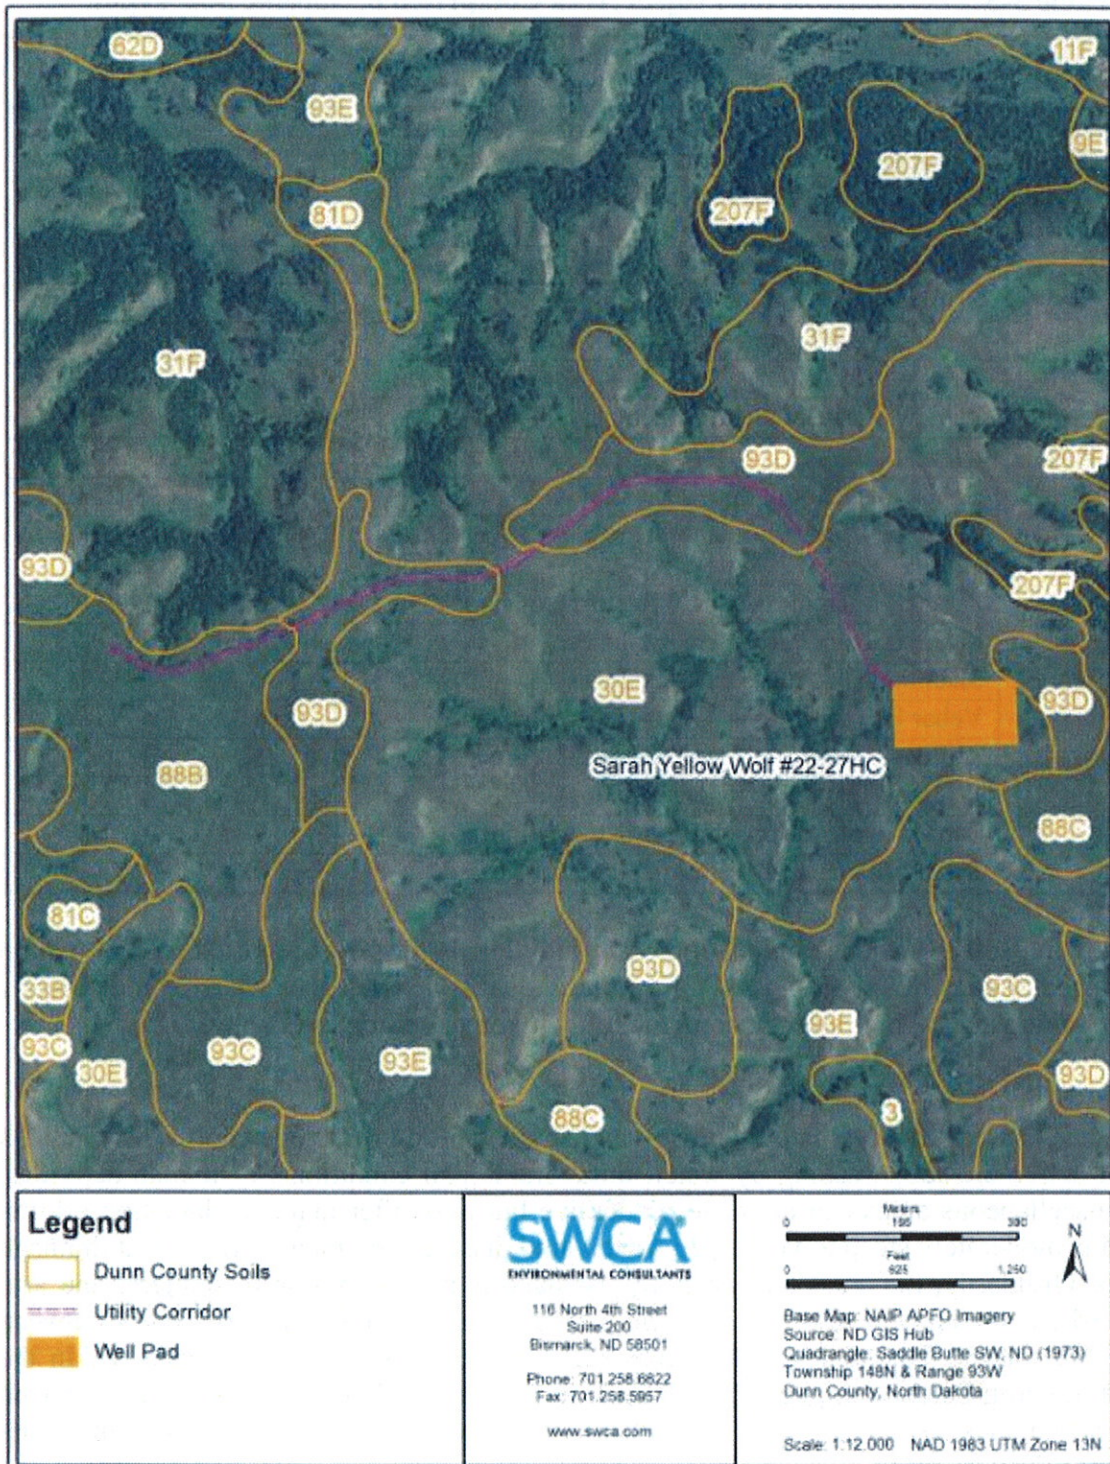 62D
11F
93E
9E
207F
81D
207F
31F
31F
93D
207F
93D
207F
30E
93D
93D
Sarah Yellow Wolf #22-27HC
88B
88C
81C
93D
93C
33B
93E
93C
93C
93E
30E
93D
3
88C
Legend
Dunn County Soils
Utility Corridor
Well Pad
SWCA
ENVIRONMENTAL CONSULTANTS
116 North 4th Street
Suite 200
Bismarck, ND 58501
Phone: 701.258.6622
Fax: 701.258.5957
www.swca.com
Meters
0 195 390
Feet
0 625 1,250
N
Base Map: NAIP APFO Imagery
Source: ND GIS Hub
Quadrangle: Saddle Butte SW, ND (1973)
Township 148N & Range 93W
Dunn County, North Dakota
Scale: 1:12,000 NAD 1983 UTM Zone 13N